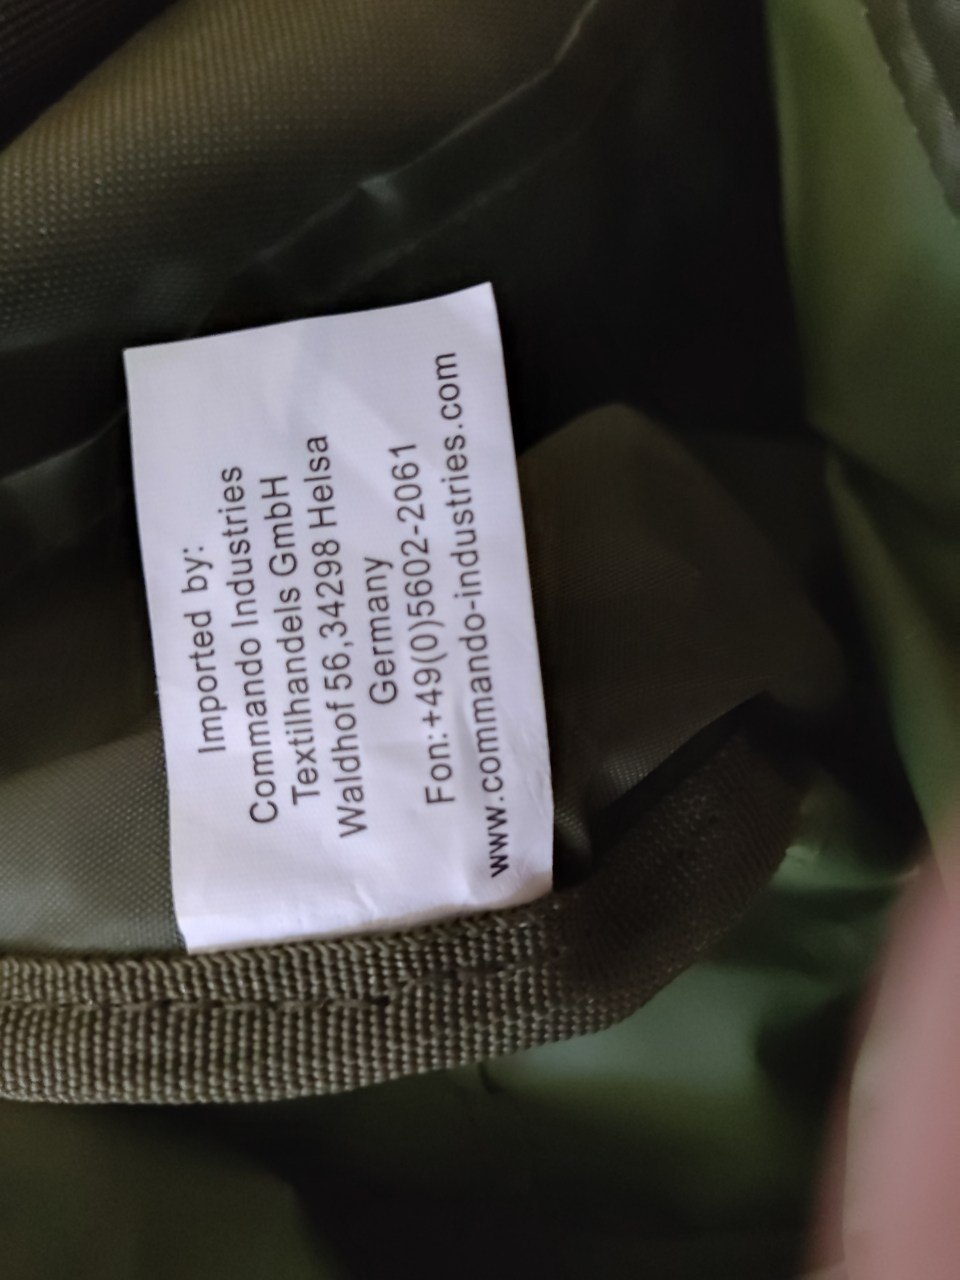 Imported by:
Commando Industries
Textilhandels GmbH
Waldhof 56,34298 Helsa
Germany
Fon:+49(0)5602-2061
www.commando-industries.com